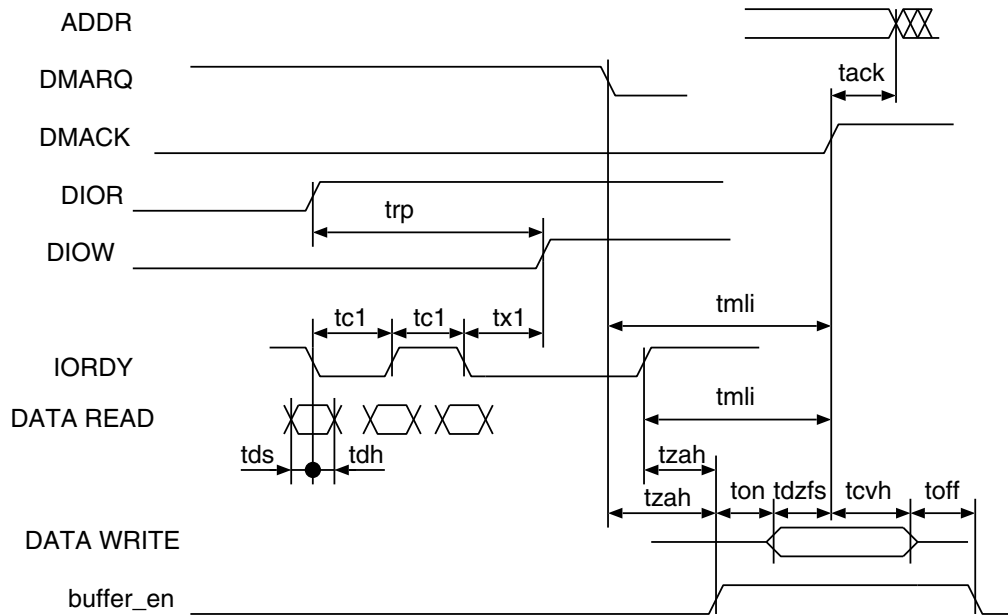 ADDR
DMARQ
tack
DMACK
DIOR
trp
DIOW
tc1 tc1 tx1 tmli
IORDY
tmli
DATA READ
tds tdh tzah
tzah ton tdzfs tcvh toff
DATA WRITE
buffer_en